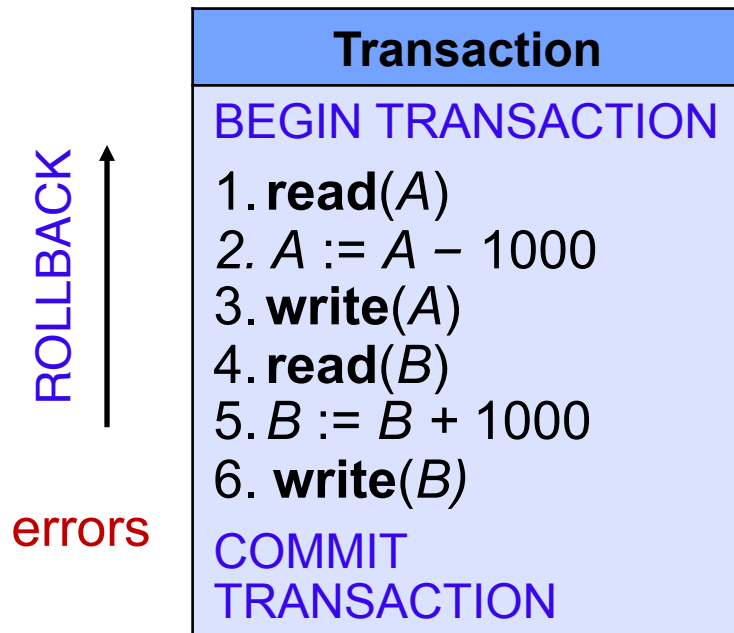 Transaction
BEGIN TRANSACTION
1. read(A)
2. A := A − 1000
3. write(A)
4. read(B)
5. B := B + 1000
6. write(B)
COMMIT
TRANSACTION
ROLLBACK
errors